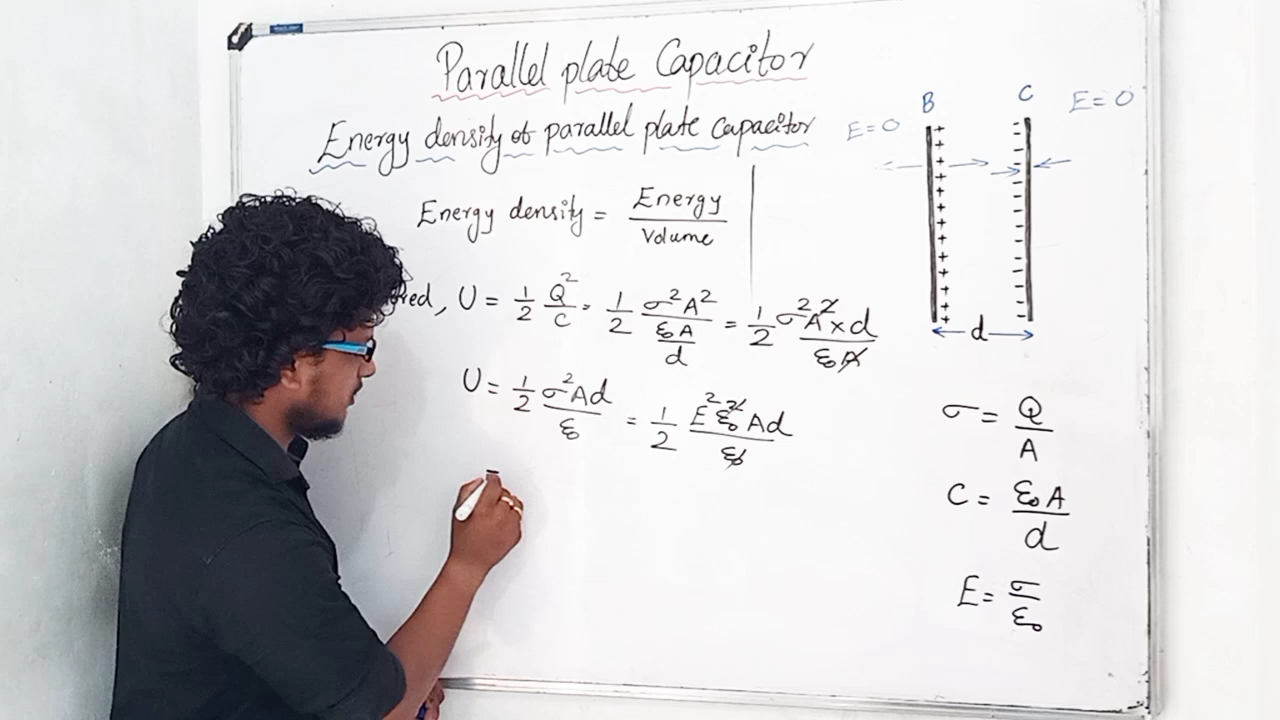 Parallel plate Capacitor
Energy density of parallel plate capacitor
Energy density = Energy / Volume
U = 1/2 Q²/C = 1/2 σ²A² / (ε₀A/d) = 1/2 σ²A² × d / ε₀A
U = 1/2 σ²Ad / ε₀ = 1/2 E²ε₀²Ad / ε₀
B
C
E = 0
E = 0
+ + + + + + + + + + + + +
- - - - - - - - - - - - -
d
σ = Q/A
C = ε₀A/d
E = σ/ε₀